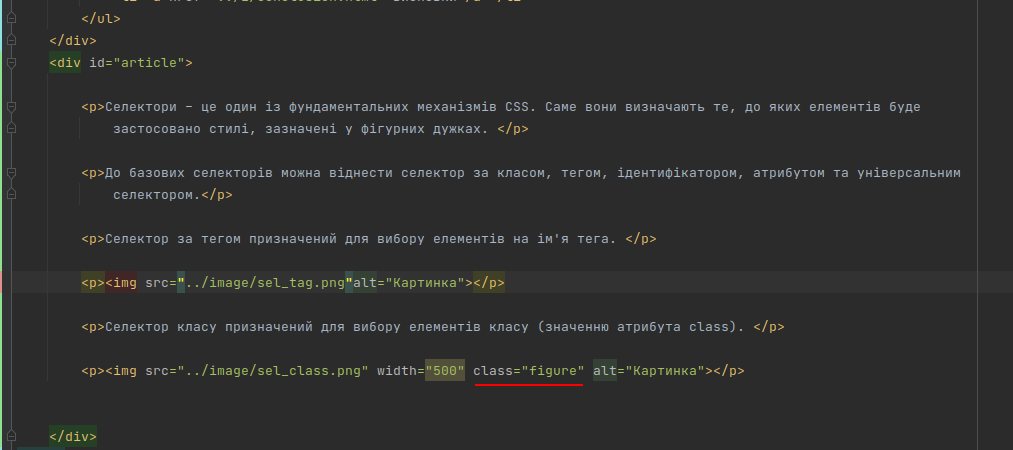 </ul>
</div>
<div id="article">
<p>Селектори – це один із фундаментальних механізмів CSS. Саме вони визначають те, до яких елементів буде
застосовано стилі, зазначені у фігурних дужках. </p>
<p>До базових селекторів можна віднести селектор за класом, тегом, ідентифікатором, атрибутом та універсальним
селектором.</p>
<p>Селектор за тегом призначений для вибору елементів на ім'я тега. </p>
<p><img src="../image/sel_tag.png"alt="Картинка"></p>
<p>Селектор класу призначений для вибору елементів класу (значенню атрибута class). </p>
<p><img src="../image/sel_class.png" width="500" class="figure" alt="Картинка"></p>
</div>